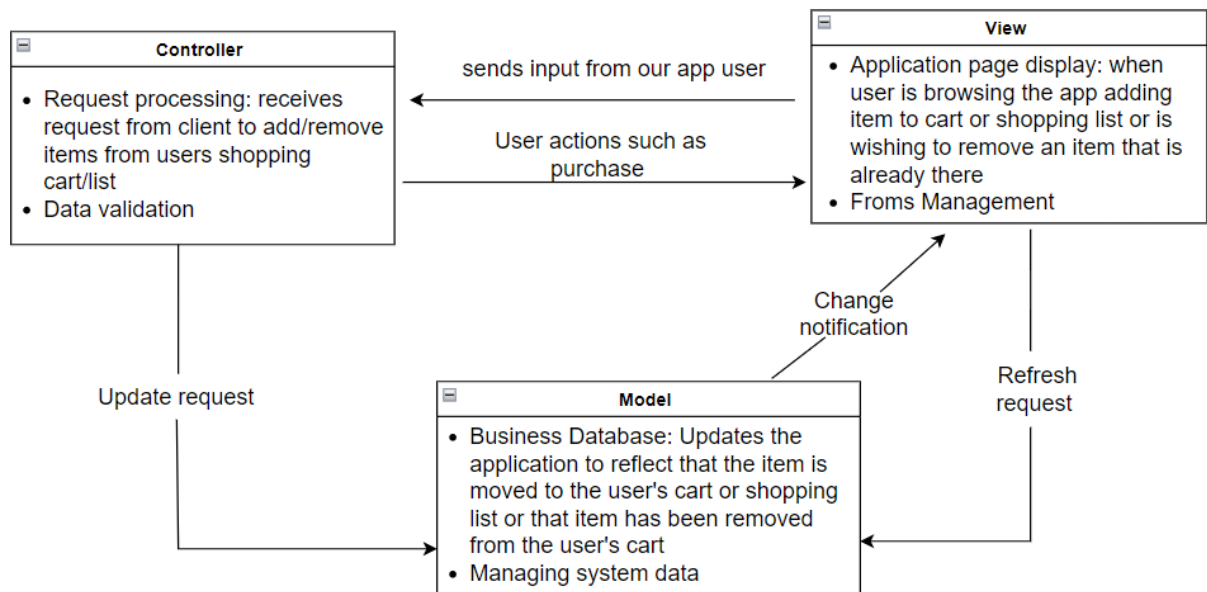 Controller
• Request processing: receives
request from client to add/remove
items from users shopping
cart/list
• Data validation
sends input from our app user
User actions such as
purchase
View
• Application page display: when
user is browsing the app adding
item to cart or shopping list or is
wishing to remove an item that is
already there
• Froms Management
Change
notification
Refresh
request
Update request
Model
• Business Database: Updates the
application to reflect that the item is
moved to the user's cart or shopping
list or that item has been removed
from the user's cart
• Managing system data